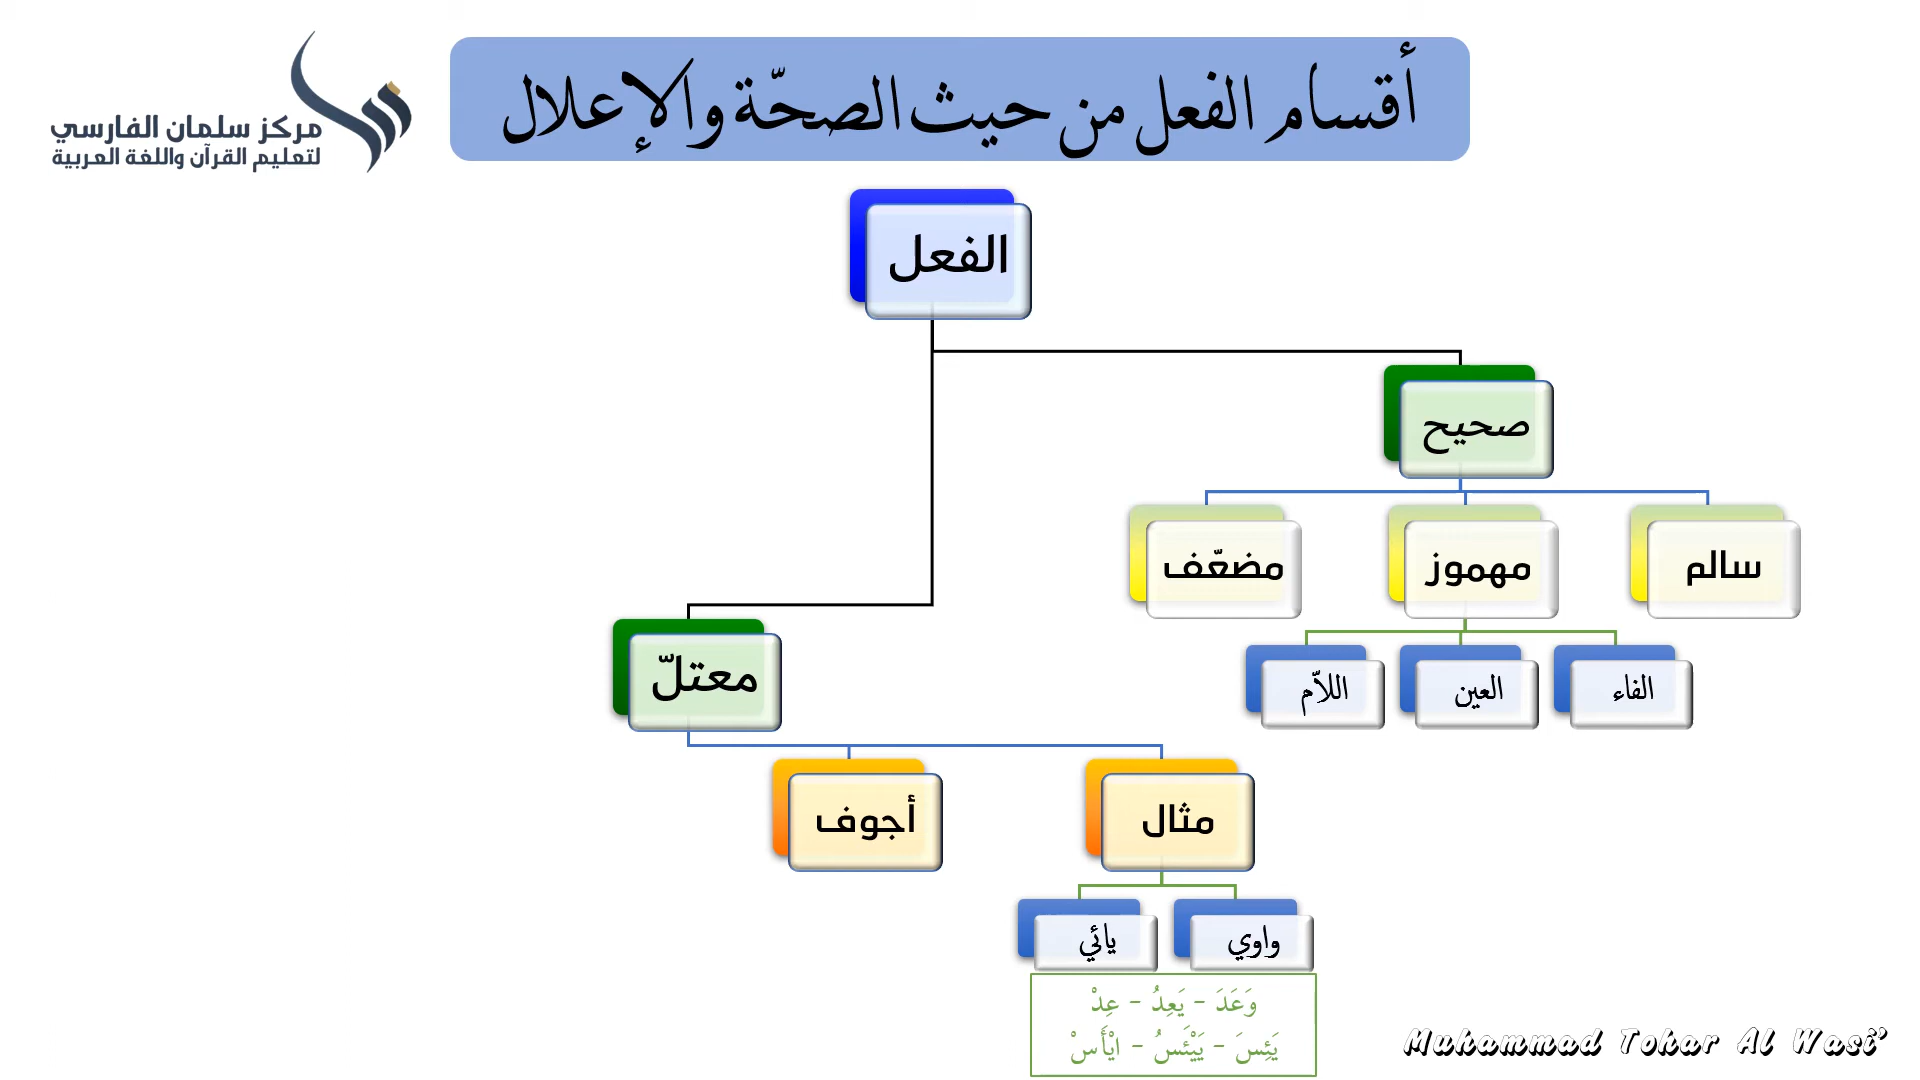 أقسام الفعل من حيث الصحّة والإعلال
مركز سلمان الفارسي
لتعليم القرآن واللغة العربية
الفعل
صحيح
سالم
مهموز
مضعّف
الفاء
العين
اللاّم
معتلّ
مثال
أجوف
واوي
يائي
وَعَدَ - يَعِدُ - عِدْ
يَئِسَ - يَيْئَسُ - ايْأَسْ
Muhammad Tohar Al Wasi'